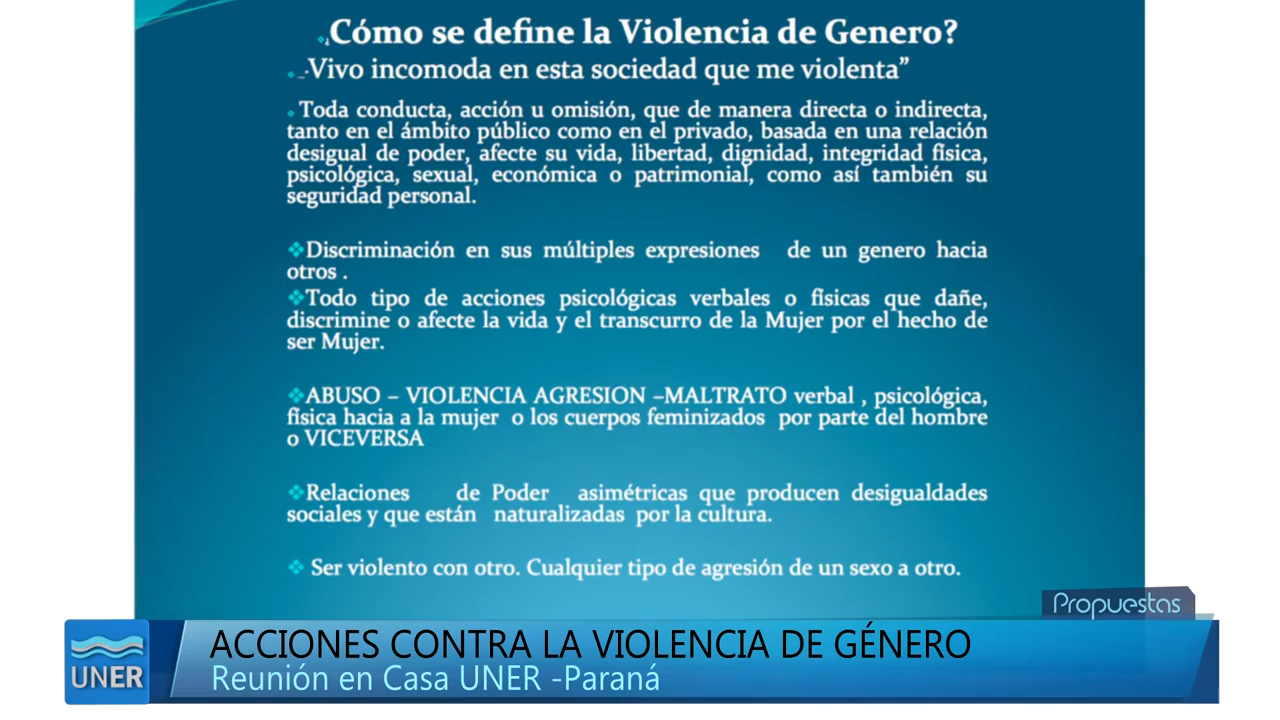 ¿Cómo se define la Violencia de Genero?
Vivo incomoda en esta sociedad que me violenta”
Toda conducta, acción u omisión, que de manera directa o indirecta,
tanto en el ámbito público como en el privado, basada en una relación
desigual de poder, afecte su vida, libertad, dignidad, integridad física,
psicológica, sexual, económica o patrimonial, como así también su
seguridad personal.
❖Discriminación en sus múltiples expresiones de un genero hacia
otros .
❖Todo tipo de acciones psicológicas verbales o físicas que dañe,
discrimine o afecte la vida y el transcurro de la Mujer por el hecho de
ser Mujer.
❖ABUSO – VIOLENCIA AGRESION –MALTRATO verbal , psicológica,
física hacia a la mujer o los cuerpos feminizados por parte del hombre
o VICEVERSA
❖Relaciones de Poder asimétricas que producen desigualdades
sociales y que están naturalizadas por la cultura.
❖ Ser violento con otro. Cualquier tipo de agresión de un sexo a otro.
Propuestas
ACCIONES CONTRA LA VIOLENCIA DE GÉNERO
Reunión en Casa UNER -Paraná
UNER